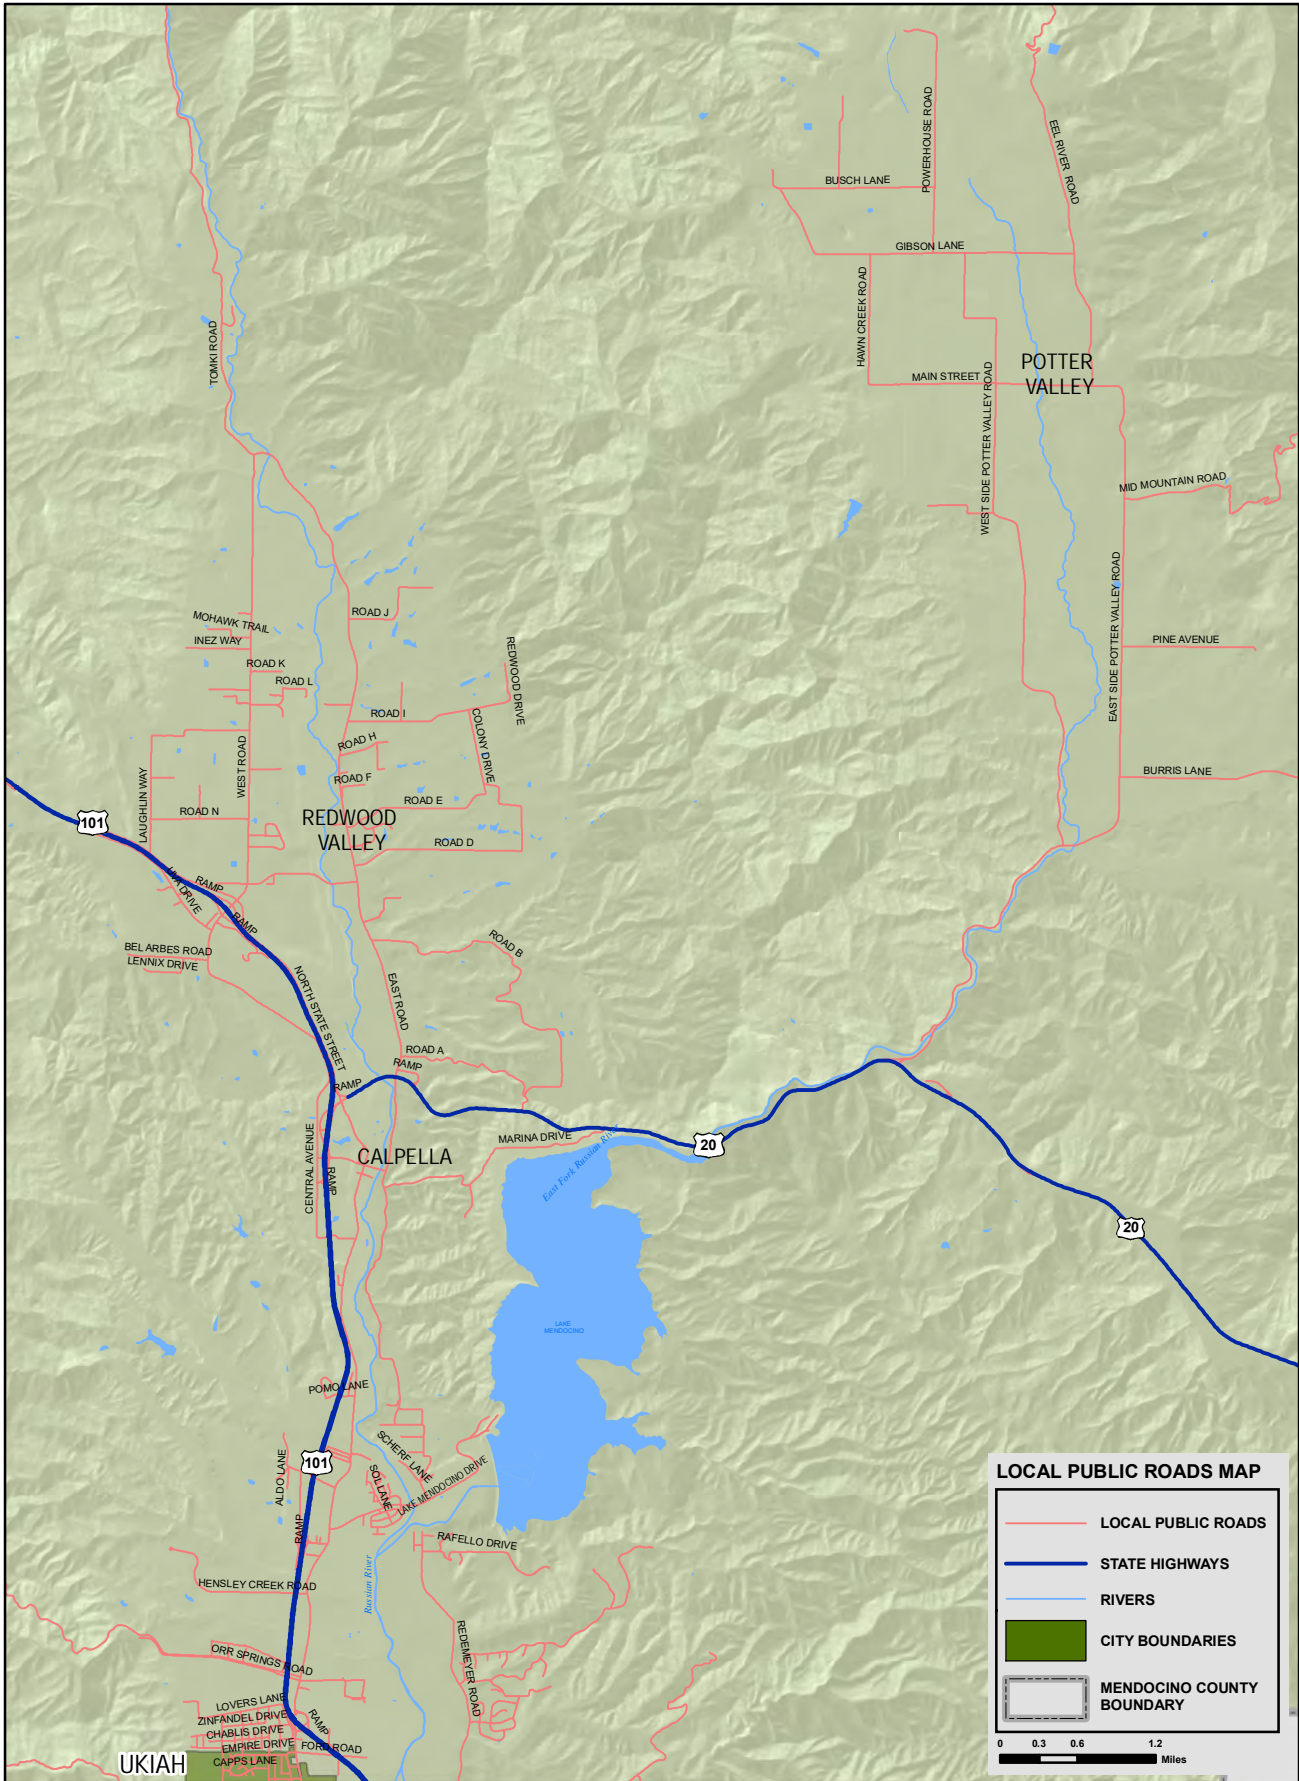 POWERHOUSE ROAD
EEL RIVER ROAD
BUSCH LANE
GIBSON LANE
HAWN CREEK ROAD
TOMKI ROAD
MAIN STREET
WEST SIDE POTTER VALLEY ROAD
POTTER
VALLEY
MID MOUNTAIN ROAD
EAST SIDE POTTER VALLEY ROAD
MOHAWK TRAIL
INEZ WAY
ROAD J
PINE AVENUE
REDWOOD DRIVE
ROAD K
ROAD L
ROAD I
COLONY DRIVE
ROAD H
WEST ROAD
LAUGHLIN WAY
ROAD F
BURRIS LANE
ROAD E
ROAD N
101
REDWOOD
VALLEY
ROAD D
UVA DRIVE
RAMP
RAMP
BEL ARBES ROAD
LENNIX DRIVE
ROAD B
NORTH STATE STREET
EAST ROAD
ROAD A
RAMP
RAMP
MARINA DRIVE
East Fork Russian River
20
CENTRAL AVENUE
RAMP
CALPELLA
20
LAKE
MENDOCINO
POMO LANE
101
ALDO LANE
SCHERF LANE
SOL LANE
LAKE MENDOCINO DRIVE
RAMP
RAFELLO DRIVE
Russian River
HENSLEY CREEK ROAD
REDEMEYER ROAD
ORR SPRINGS ROAD
LOVERS LANE
ZINFANDEL DRIVE
RAMP
CHABLIS DRIVE
EMPIRE DRIVE
FORD ROAD
CAPPS LANE
UKIAH
LOCAL PUBLIC ROADS MAP
LOCAL PUBLIC ROADS
STATE HIGHWAYS
RIVERS
CITY BOUNDARIES
MENDOCINO COUNTY
BOUNDARY
0 0.3 0.6 1.2
Miles